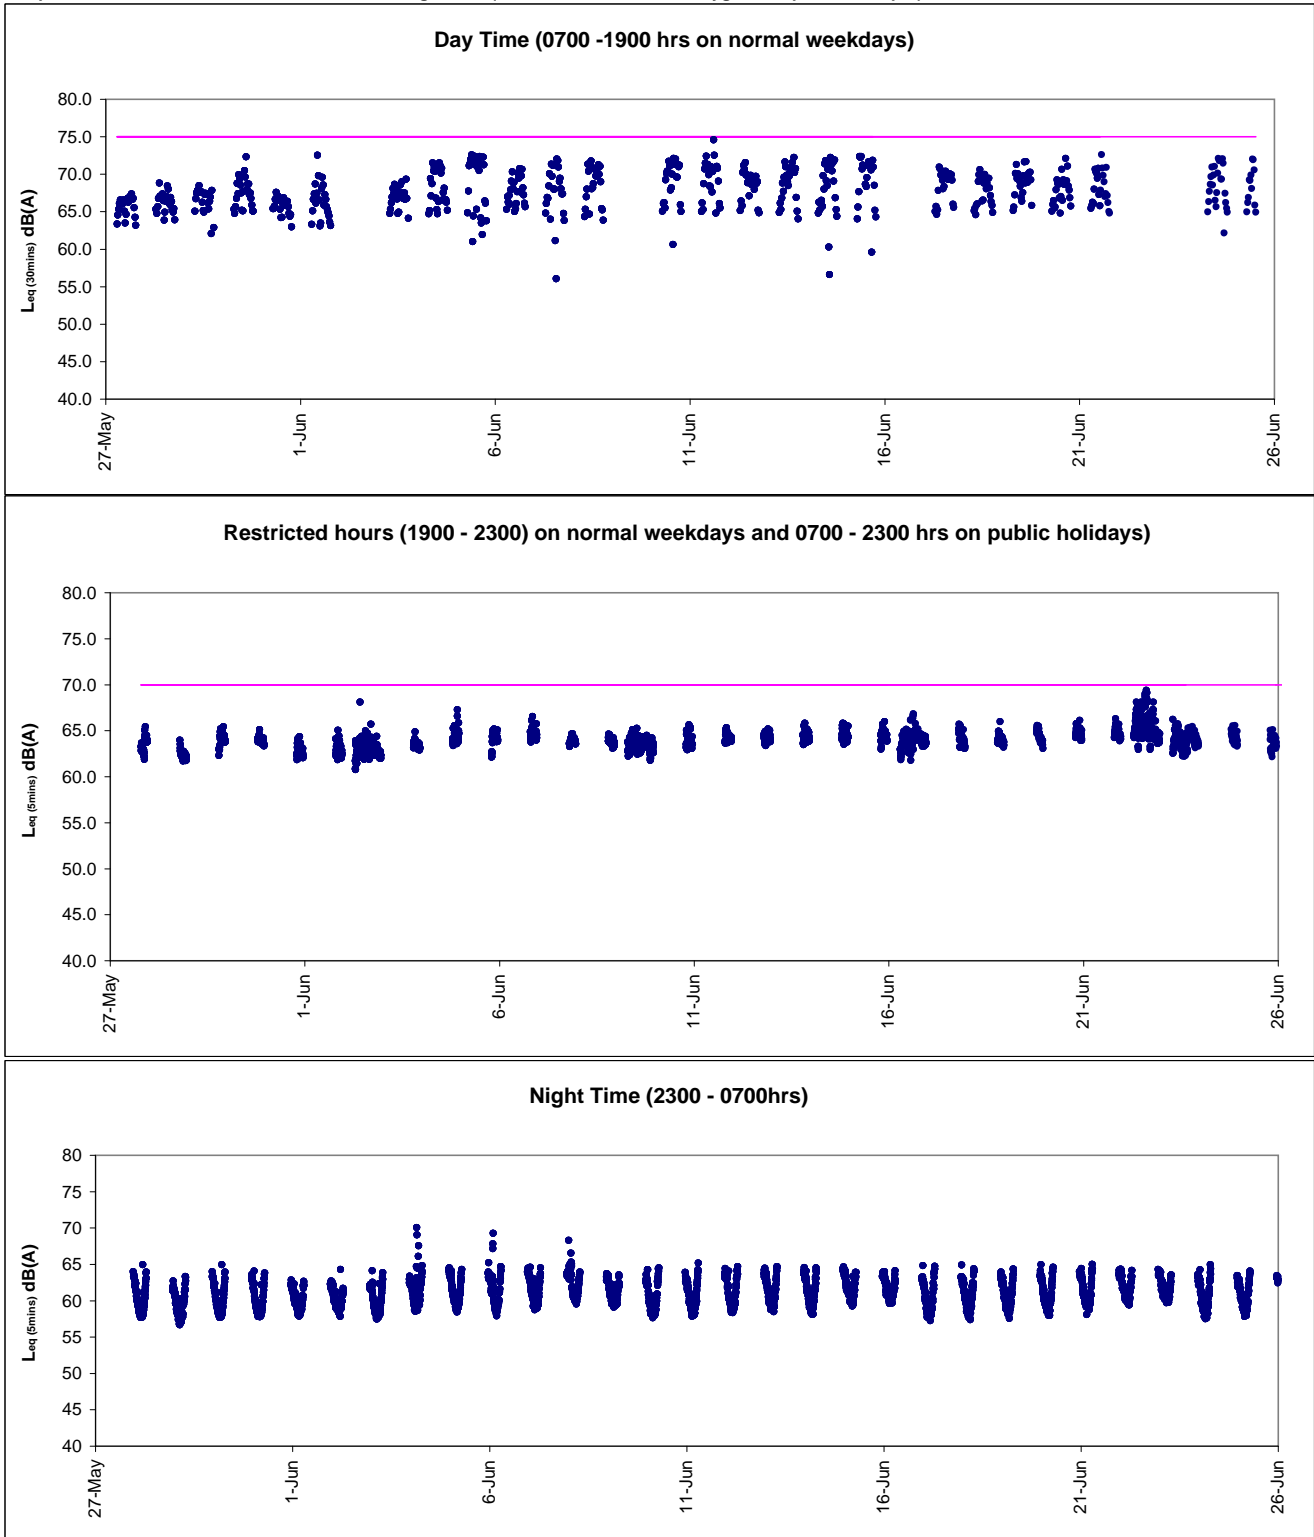 Day Time (0700 -1900 hrs on normal weekdays)
Leq (30mins) dB(A)
80.0
75.0
70.0
65.0
60.0
55.0
50.0
45.0
40.0
27-May
1-Jun
6-Jun
11-Jun
16-Jun
21-Jun
26-Jun
Restricted hours (1900 - 2300) on normal weekdays and 0700 - 2300 hrs on public holidays)
Leq (5mins) dB(A)
80.0
75.0
70.0
65.0
60.0
55.0
50.0
45.0
40.0
27-May
1-Jun
6-Jun
11-Jun
16-Jun
21-Jun
26-Jun
Night Time (2300 - 0700hrs)
Leq (5mins) dB(A)
80
75
70
65
60
55
50
45
40
27-May
1-Jun
6-Jun
11-Jun
16-Jun
21-Jun
26-Jun